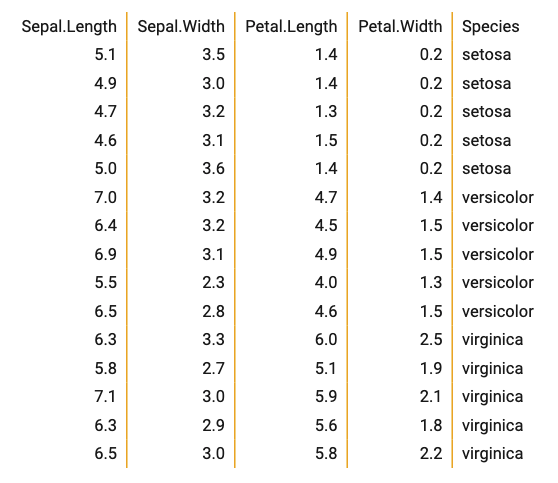 Sepal.Length Sepal.Width Petal.Length Petal.Width Species
5.1 3.5 1.4 0.2 setosa
4.9 3.0 1.4 0.2 setosa
4.7 3.2 1.3 0.2 setosa
4.6 3.1 1.5 0.2 setosa
5.0 3.6 1.4 0.2 setosa
7.0 3.2 4.7 1.4 versicolor
6.4 3.2 4.5 1.5 versicolor
6.9 3.1 4.9 1.5 versicolor
5.5 2.3 4.0 1.3 versicolor
6.5 2.8 4.6 1.5 versicolor
6.3 3.3 6.0 2.5 virginica
5.8 2.7 5.1 1.9 virginica
7.1 3.0 5.9 2.1 virginica
6.3 2.9 5.6 1.8 virginica
6.5 3.0 5.8 2.2 virginica